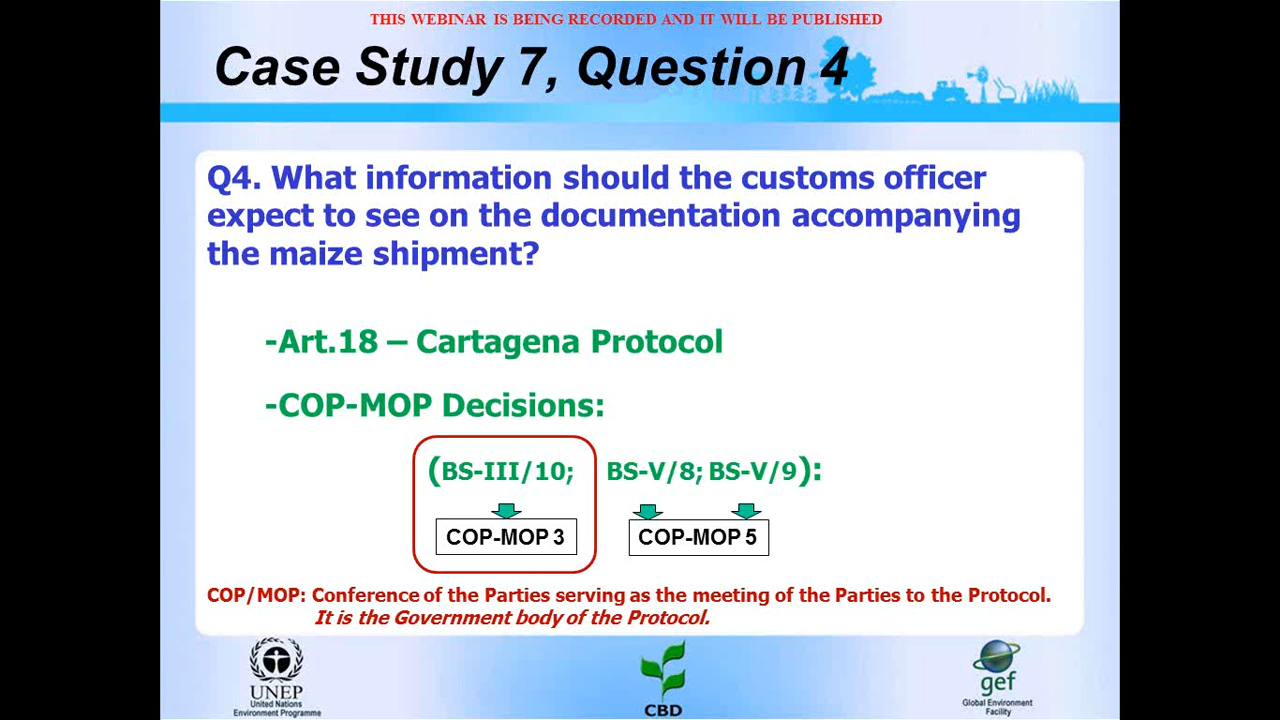 THIS WEBINAR IS BEING RECORDED AND IT WILL BE PUBLISHED
Case Study 7, Question 4
Q4. What information should the customs officer
expect to see on the documentation accompanying
the maize shipment?
-Art.18 – Cartagena Protocol
-COP-MOP Decisions:
(BS-III/10; BS-V/8; BS-V/9):
COP-MOP 3 COP-MOP 5
COP/MOP: Conference of the Parties serving as the meeting of the Parties to the Protocol.
It is the Government body of the Protocol.
UNEP
United Nations
Environment Programme
CBD
gef
Global Environment
Facility